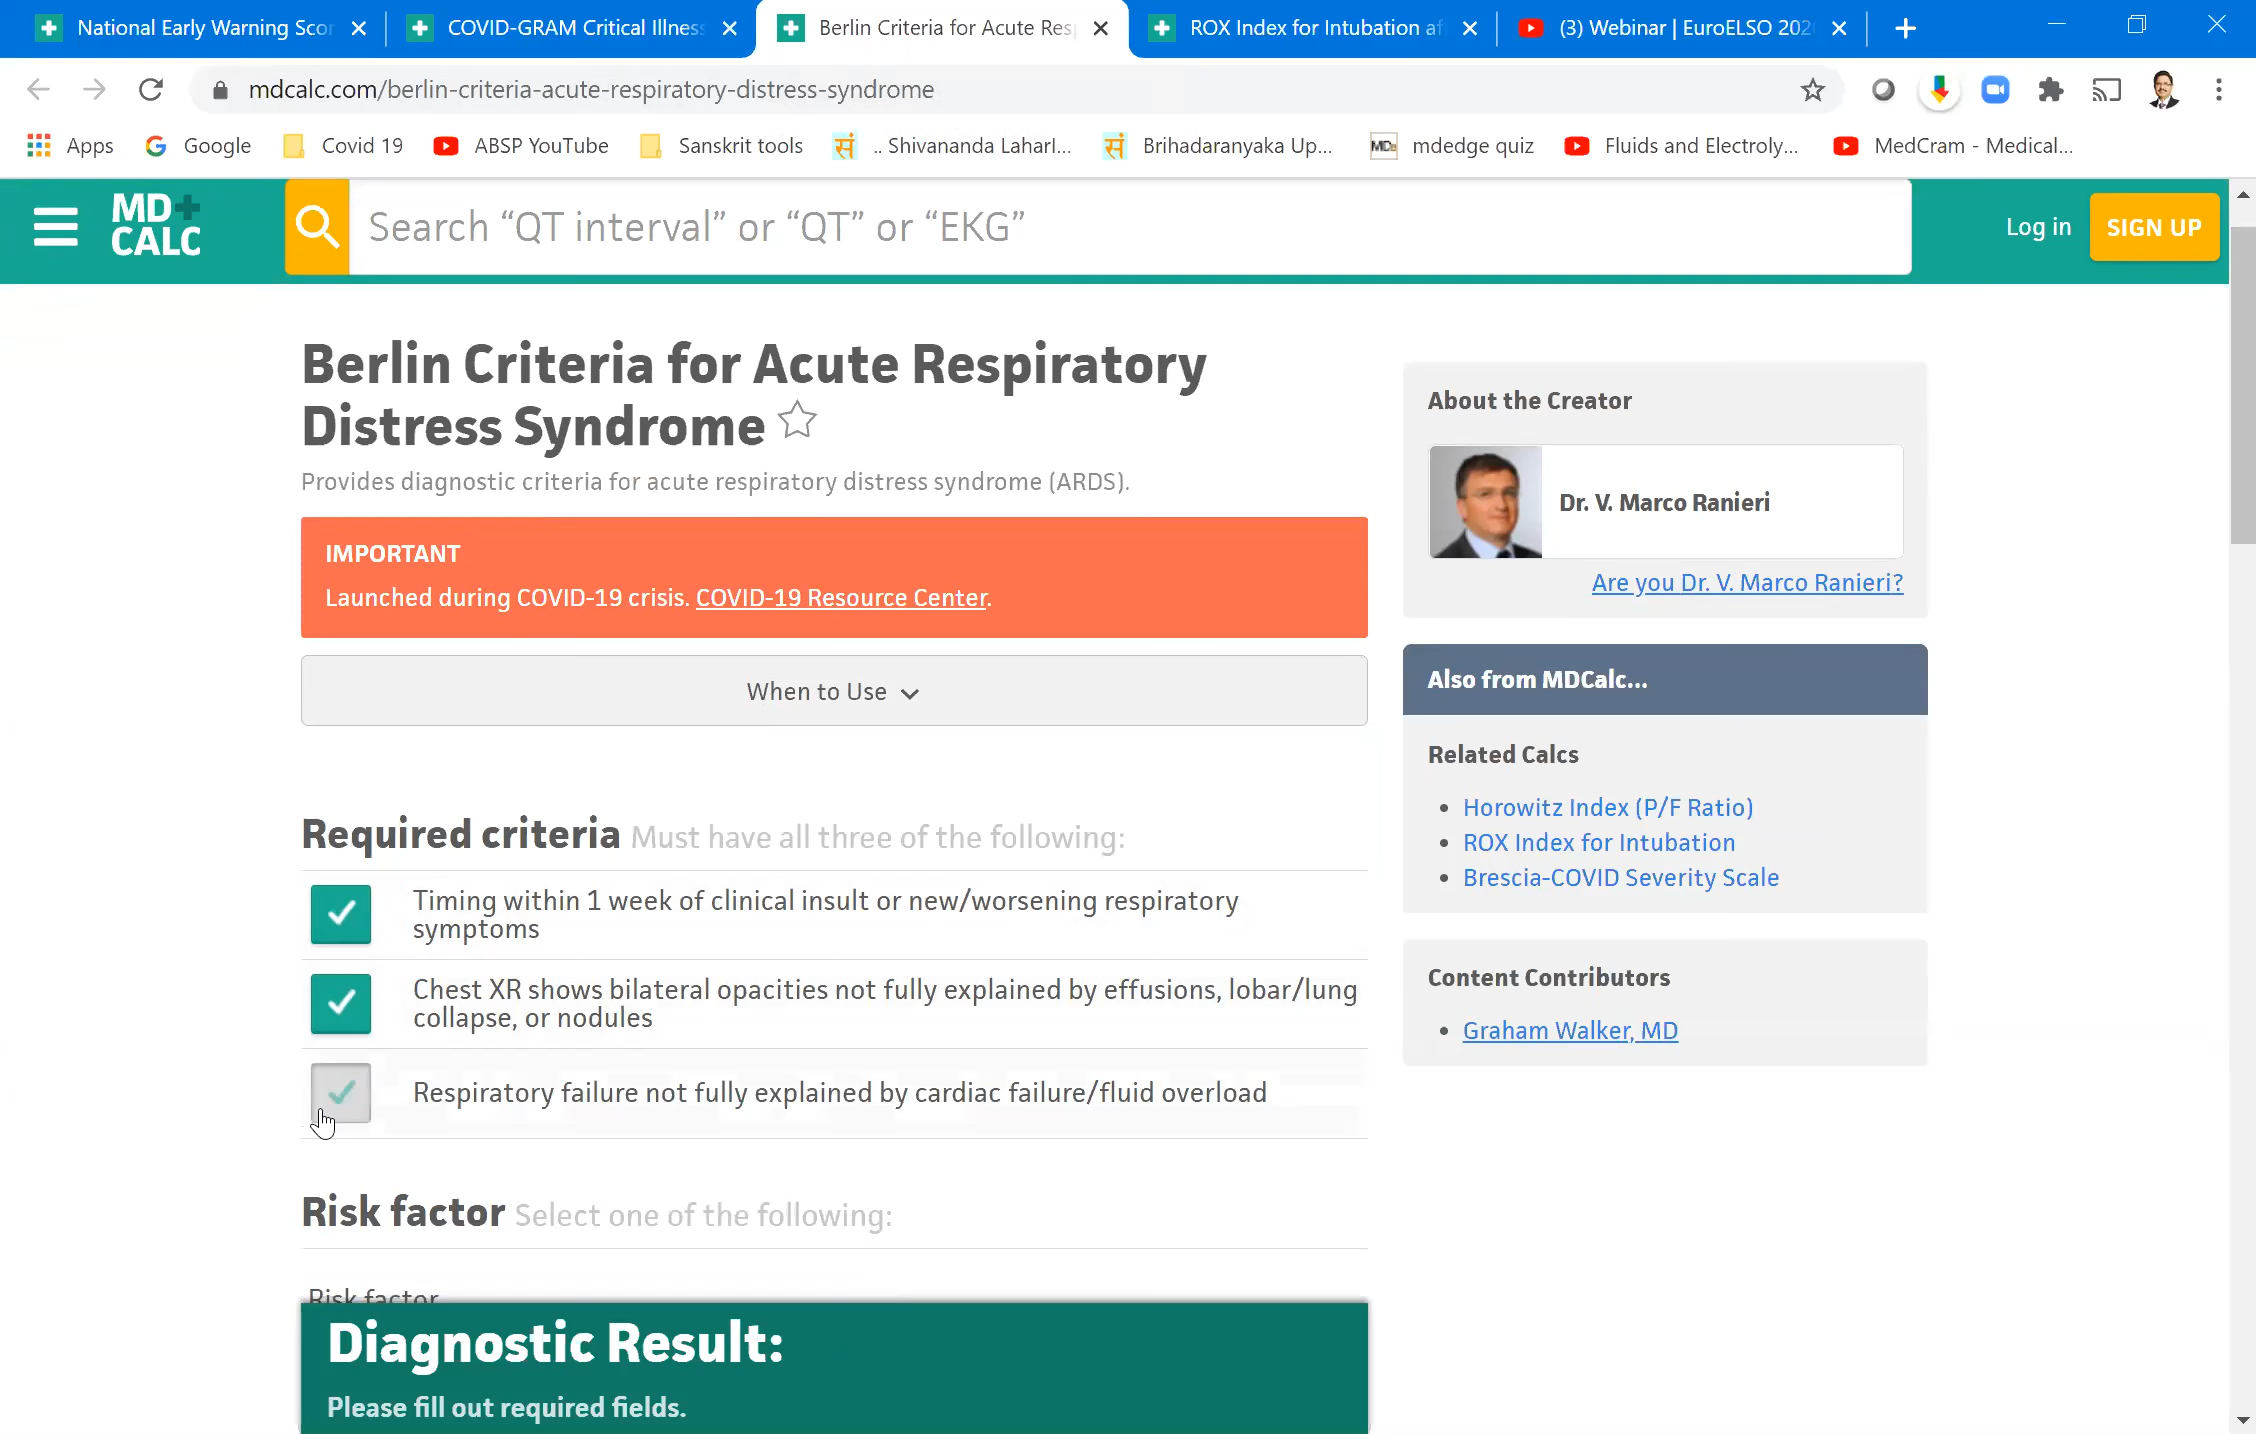 National Early Warning Scor
COVID-GRAM Critical Illness
Berlin Criteria for Acute Res
ROX Index for Intubation af
(3) Webinar | EuroELSO 202
mdcalc.com/berlin-criteria-acute-respiratory-distress-syndrome
Apps
Google
Covid 19
ABSP YouTube
Sanskrit tools
सं
.. Shivananda Laharl...
सं
Brihadaranyaka Up...
MDe
mdedge quiz
Fluids and Electroly...
MedCram - Medical...
MD+
CALC
Search “QT interval” or “QT” or “EKG”
Log in
SIGN UP
Berlin Criteria for Acute Respiratory
Distress Syndrome
Provides diagnostic criteria for acute respiratory distress syndrome (ARDS).
IMPORTANT
Launched during COVID-19 crisis. COVID-19 Resource Center.
When to Use
Required criteria Must have all three of the following:
Timing within 1 week of clinical insult or new/worsening respiratory
symptoms
Chest XR shows bilateral opacities not fully explained by effusions, lobar/lung
collapse, or nodules
Respiratory failure not fully explained by cardiac failure/fluid overload
Risk factor Select one of the following:
Risk factor
Diagnostic Result:
Please fill out required fields.
About the Creator
Dr. V. Marco Ranieri
Are you Dr. V. Marco Ranieri?
Also from MDCalc...
Related Calcs
Horowitz Index (P/F Ratio)
ROX Index for Intubation
Brescia-COVID Severity Scale
Content Contributors
Graham Walker, MD